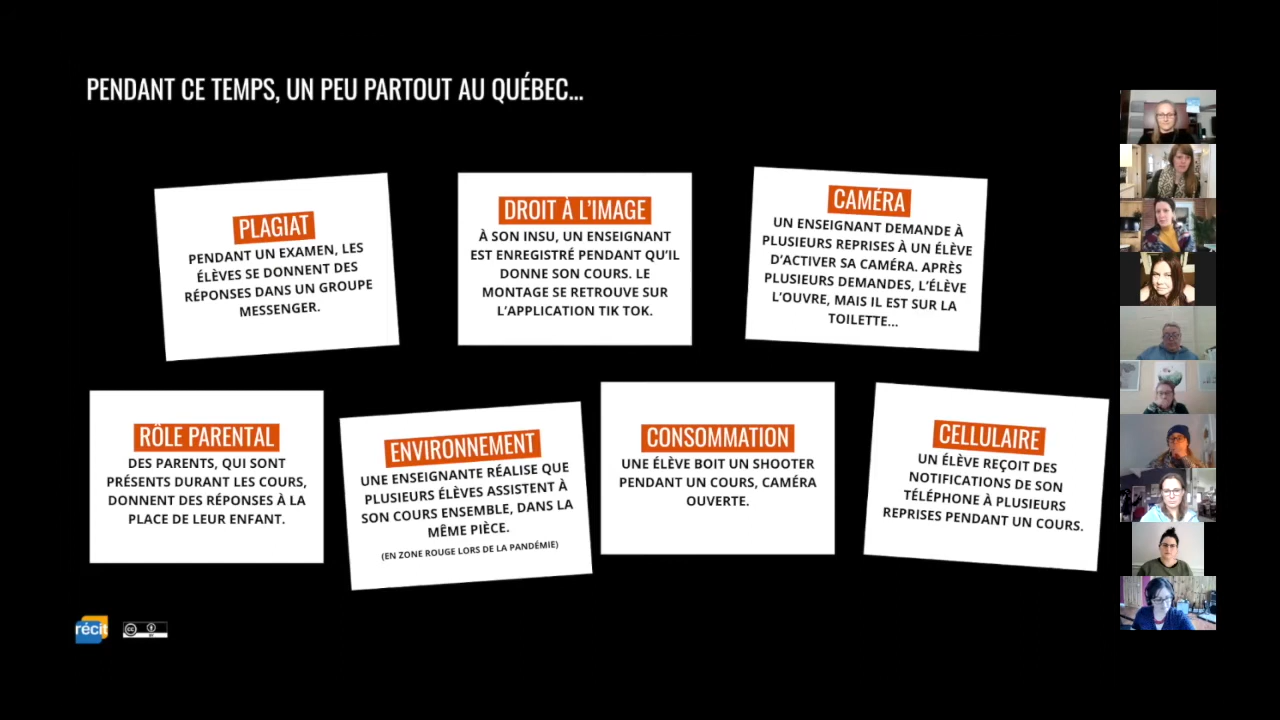 PENDANT CE TEMPS, UN PEU PARTOUT AU QUÉBEC...
PLAGIAT
PENDANT UN EXAMEN, LES
ÉLÈVES SE DONNENT DES
RÉPONSES DANS UN GROUPE
MESSENGER.
DROIT À L'IMAGE
À SON INSU, UN ENSEIGNANT
EST ENREGISTRÉ PENDANT QU'IL
DONNE SON COURS. LE
MONTAGE SE RETROUVE SUR
L'APPLICATION TIK TOK.
CAMÉRA
UN ENSEIGNANT DEMANDE À
PLUSIEURS REPRISES À UN ÉLÈVE
D'ACTIVER SA CAMÉRA. APRÈS
PLUSIEURS DEMANDES, L'ÉLÈVE
L'OUVRE, MAIS IL EST SUR LA
TOILETTE...
RÔLE PARENTAL
DES PARENTS, QUI SONT
PRÉSENTS DURANT LES COURS,
DONNENT DES RÉPONSES À LA
PLACE DE LEUR ENFANT.
ENVIRONNEMENT
UNE ENSEIGNANTE RÉALISE QUE
PLUSIEURS ÉLÈVES ASSISTENT À
SON COURS ENSEMBLE, DANS LA
MÊME PIÈCE.
(EN ZONE ROUGE LORS DE LA PANDÉMIE)
CONSOMMATION
UNE ÉLÈVE BOIT UN SHOOTER
PENDANT UN COURS, CAMÉRA
OUVERTE.
CELLULAIRE
UN ÉLÈVE REÇOIT DES
NOTIFICATIONS DE SON
TÉLÉPHONE À PLUSIEURS
REPRISES PENDANT UN COURS.
récit
cc
BY